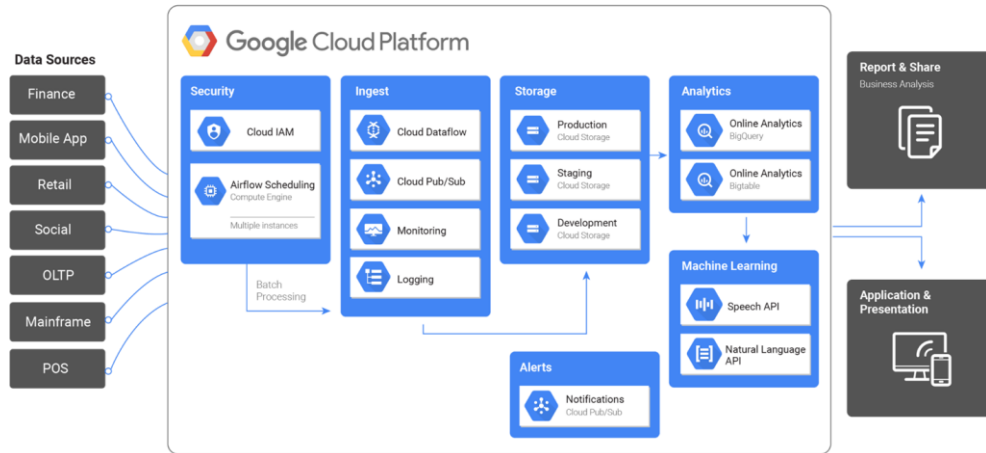 Google Cloud Platform
Data Sources
Finance
Mobile App
Retail
Social
OLTP
Mainframe
POS
Security
Cloud IAM
Airflow Scheduling
Compute Engine
Multiple instances
Batch
Processing
Ingest
Cloud Dataflow
Cloud Pub/Sub
Monitoring
Logging
Storage
Production
Cloud Storage
Staging
Cloud Storage
Development
Cloud Storage
Analytics
Online Analytics
BigQuery
Online Analytics
Bigtable
Machine Learning
Speech API
Natural Language
API
Alerts
Notifications
Cloud Pub/Sub
Report & Share
Business Analysis
Application &
Presentation